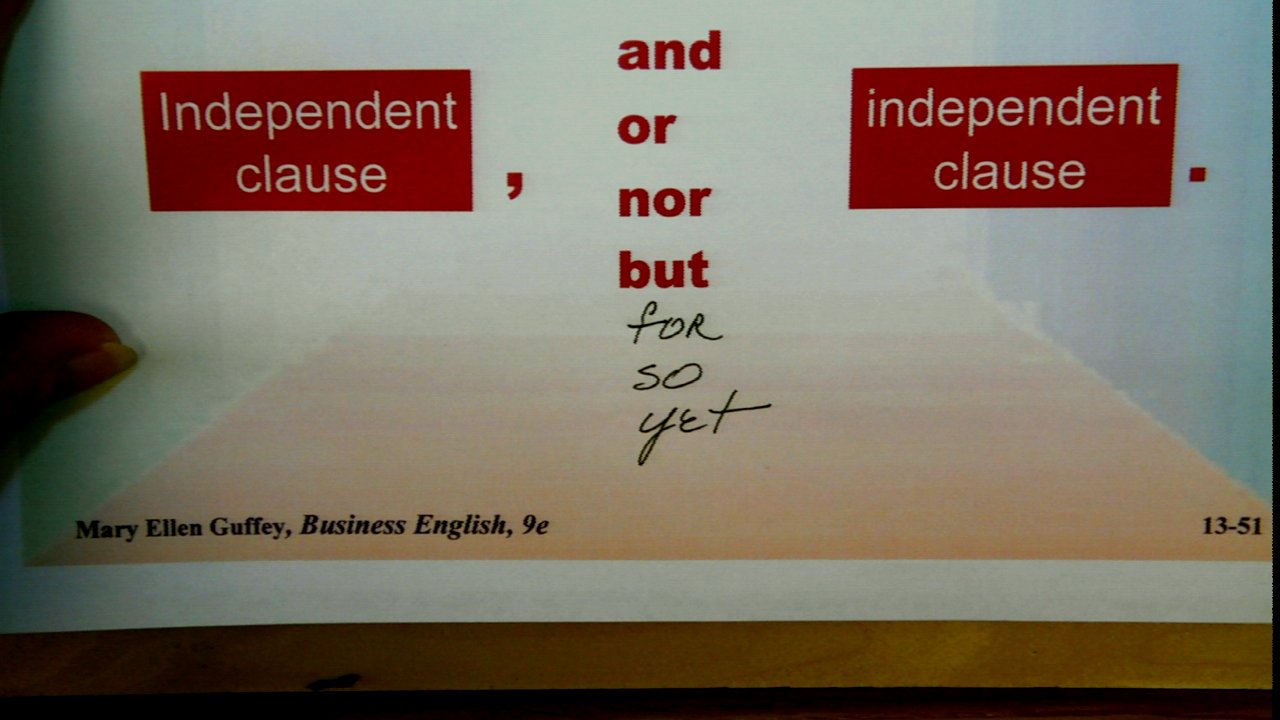 Independent
clause
,
and
or
nor
but
for
so
yet
independent
clause
.
Mary Ellen Guffey, Business English, 9e
13-51